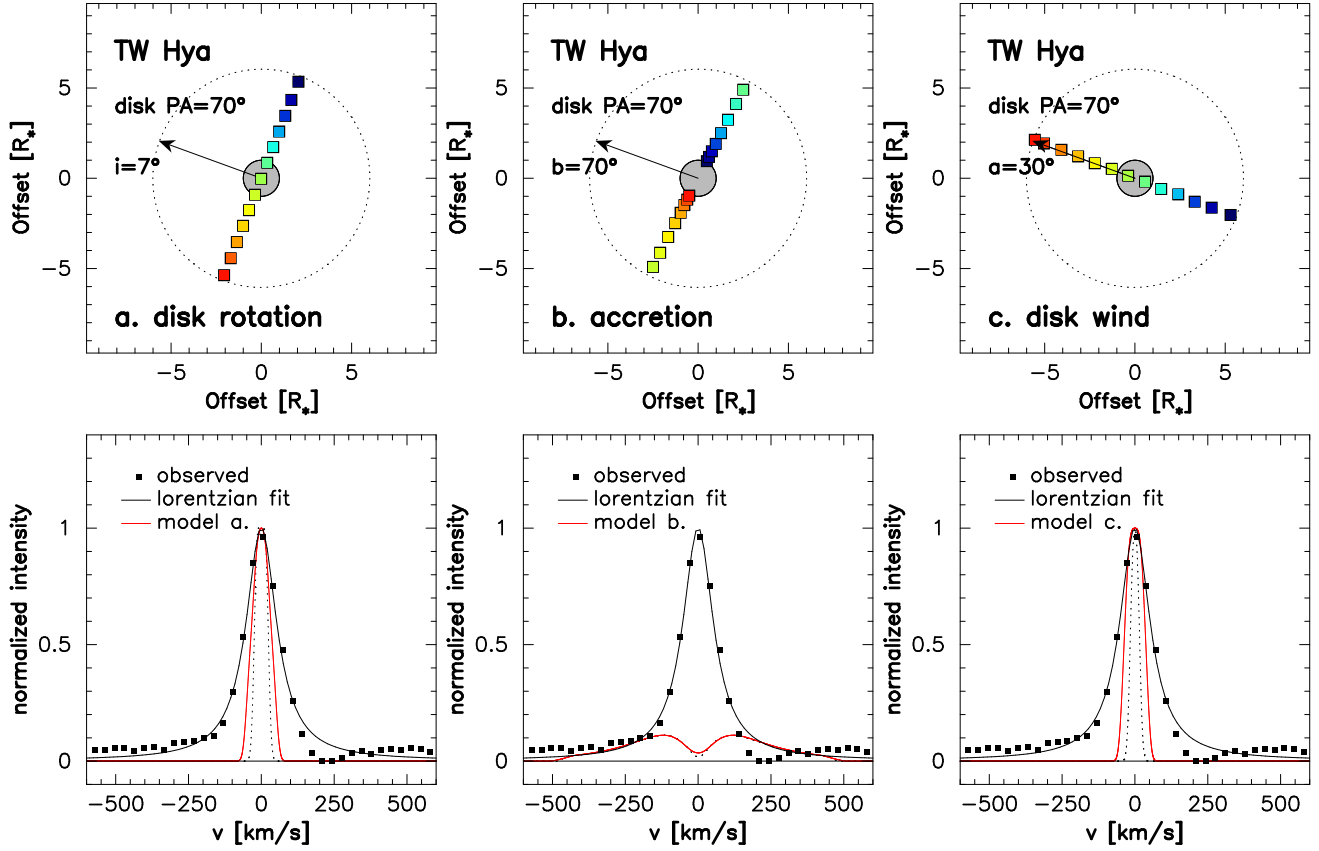 TW Hya
disk PA=70°
i=7°
a. disk rotation
5
0
−5
−5 0 5
Offset [R*]
Offset [R*]
TW Hya
disk PA=70°
b=70°
b. accretion
5
0
−5
−5 0 5
Offset [R*]
Offset [R*]
TW Hya
disk PA=70°
a=30°
c. disk wind
5
0
−5
−5 0 5
Offset [R*]
Offset [R*]
observed
lorentzian fit
model a.
1
0.5
0
−500 −250 0 250 500
v [km/s]
normalized intensity
observed
lorentzian fit
model b.
1
0.5
0
−500 −250 0 250 500
v [km/s]
normalized intensity
observed
lorentzian fit
model c.
1
0.5
0
−500 −250 0 250 500
v [km/s]
normalized intensity